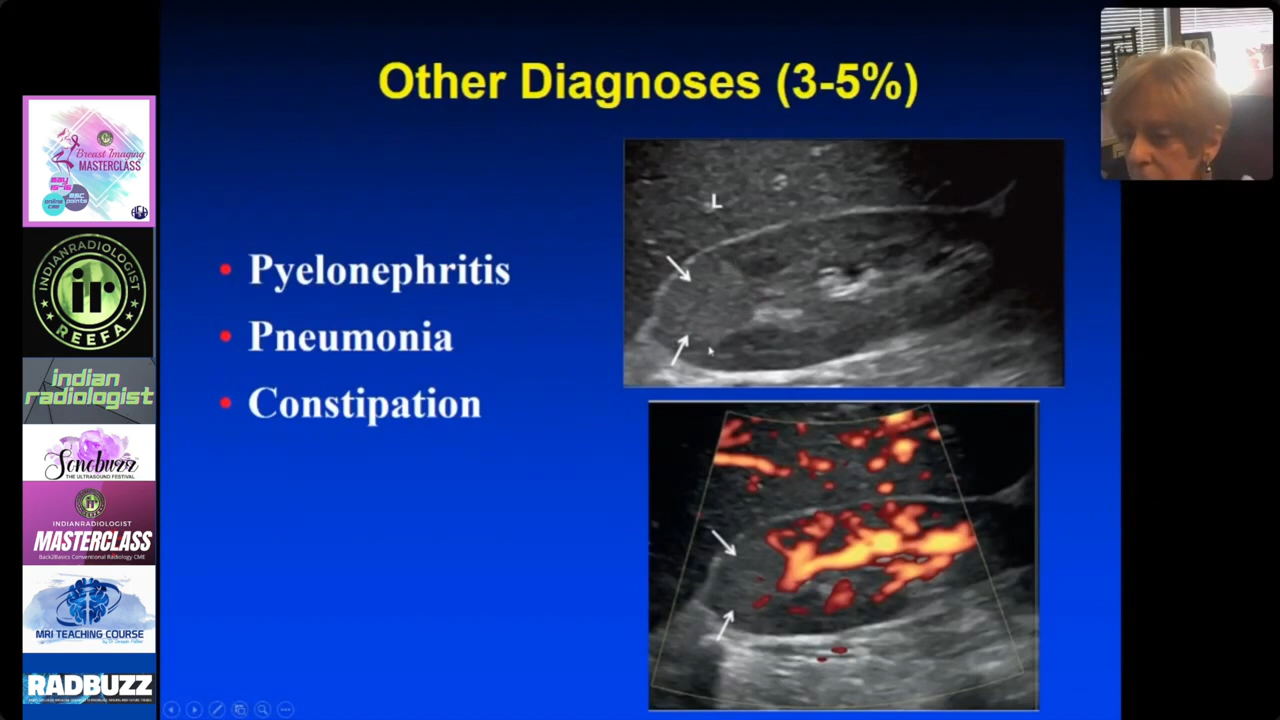 Other Diagnoses (3-5%)
• Pyelonephritis
• Pneumonia
• Constipation
L
Breast Imaging
MASTERCLASS
INDIANRADIOLOGIST
ir
REEFA
indian
radiologist
Sonobuzz
THE ULTRASOUND FESTIVAL
INDIANRADIOLOGIST
MASTERCLASS
Back2Basics Conventional Radiology CME
MRI TEACHING COURSE
RADBUZZ